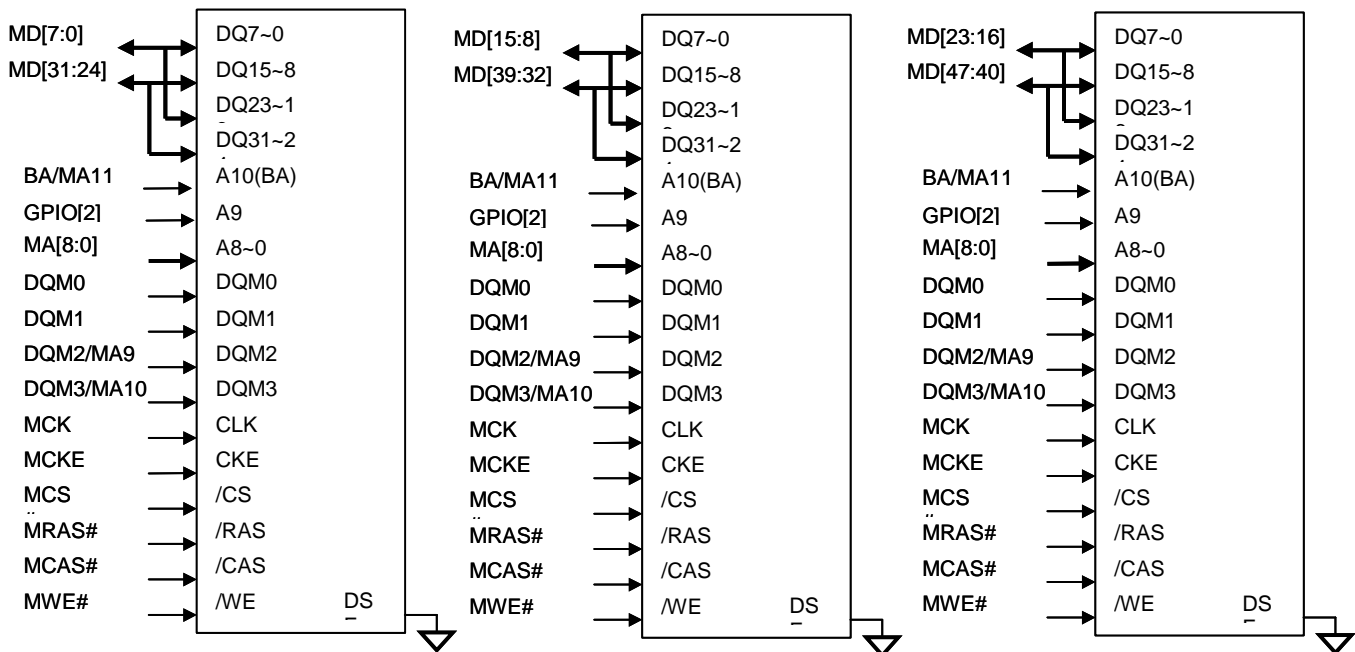 MD[7:0]
MD[31:24]
DQ7~0
DQ15~8
DQ23~1
DQ31~2
BA/MA11
A10(BA)
GPIO[2]
A9
MA[8:0]
A8~0
DQM0
DQM0
DQM1
DQM1
DQM2/MA9
DQM2
DQM3/MA10
DQM3
MCK
CLK
MCKE
CKE
MCS
/CS
MRAS#
/RAS
MCAS#
/CAS
MWE#
/WE
DS
MD[15:8]
MD[39:32]
DQ7~0
DQ15~8
DQ23~1
DQ31~2
BA/MA11
A10(BA)
GPIO[2]
A9
MA[8:0]
A8~0
DQM0
DQM0
DQM1
DQM1
DQM2/MA9
DQM2
DQM3/MA10
DQM3
MCK
CLK
MCKE
CKE
MCS
/CS
MRAS#
/RAS
MCAS#
/CAS
MWE#
/WE
DS
MD[23:16]
MD[47:40]
DQ7~0
DQ15~8
DQ23~1
DQ31~2
BA/MA11
A10(BA)
GPIO[2]
A9
MA[8:0]
A8~0
DQM0
DQM0
DQM1
DQM1
DQM2/MA9
DQM2
DQM3/MA10
DQM3
MCK
CLK
MCKE
CKE
MCS
/CS
MRAS#
/RAS
MCAS#
/CAS
MWE#
/WE
DS